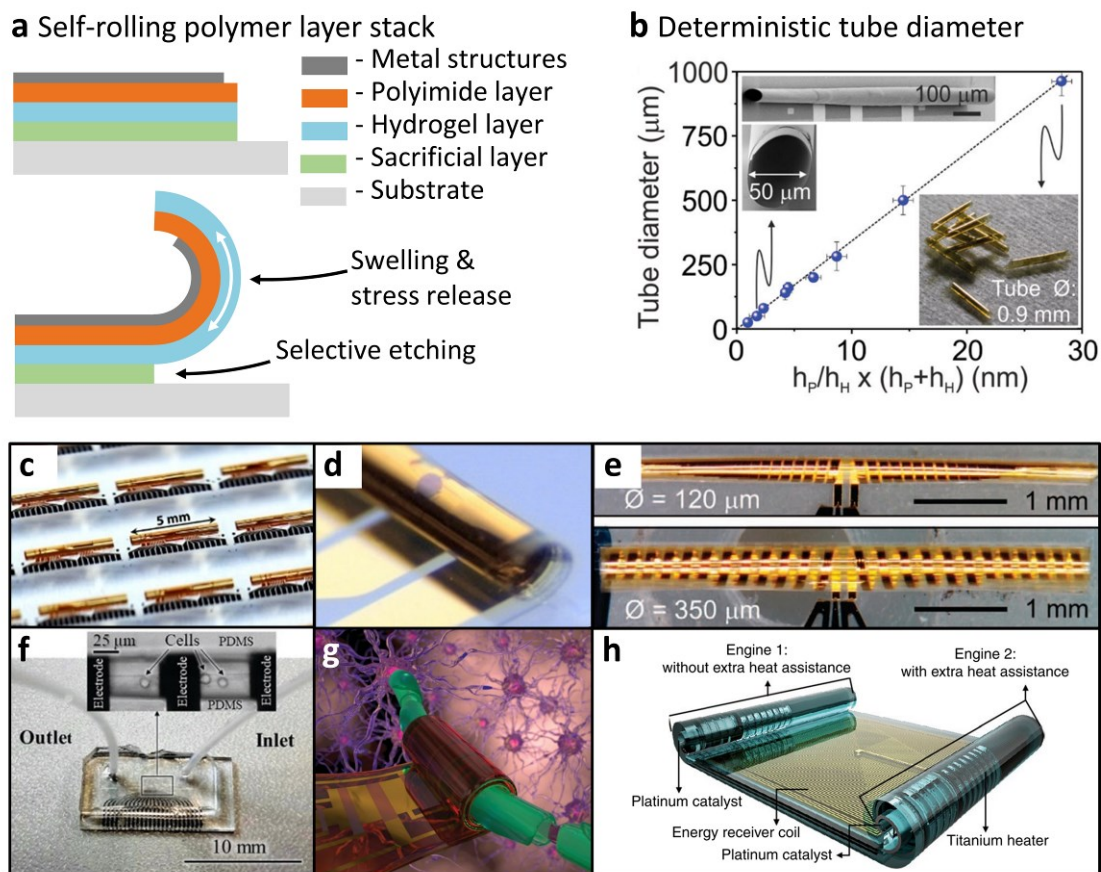 a Self-rolling polymer layer stack
- Metal structures
- Polyimide layer
- Hydrogel layer
- Sacrificial layer
- Substrate
Swelling &
stress release
Selective etching
b Deterministic tube diameter
1000
750
500
250
0
Tube diameter (µm)
100 µm
50 µm
Tube Ø:
0.9 mm
0
10
20
30
hP/hH x (hP+hH) (nm)
c
5 mm
d
e
Ø = 120 µm
1 mm
Ø = 350 µm
1 mm
f
25 µm
Cells
PDMS
Electrode
Electrode
Electrode
PDMS
Outlet
Inlet
10 mm
g
h
Engine 1:
without extra heat assistance
Engine 2:
with extra heat assistance
Platinum catalyst
Energy receiver coil
Platinum catalyst
Titanium heater